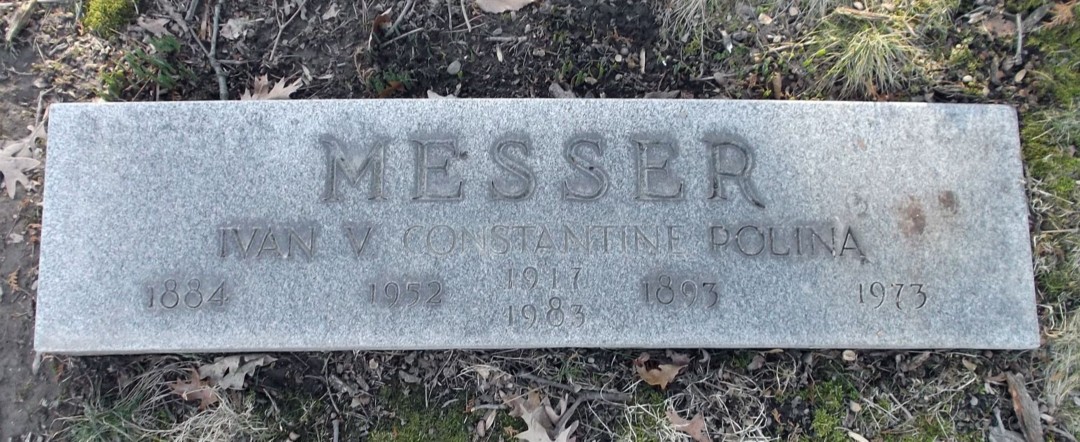 MESSER
IVAN V CONSTANTINE POLINA
1884 1952 1917 1893 1973
1983